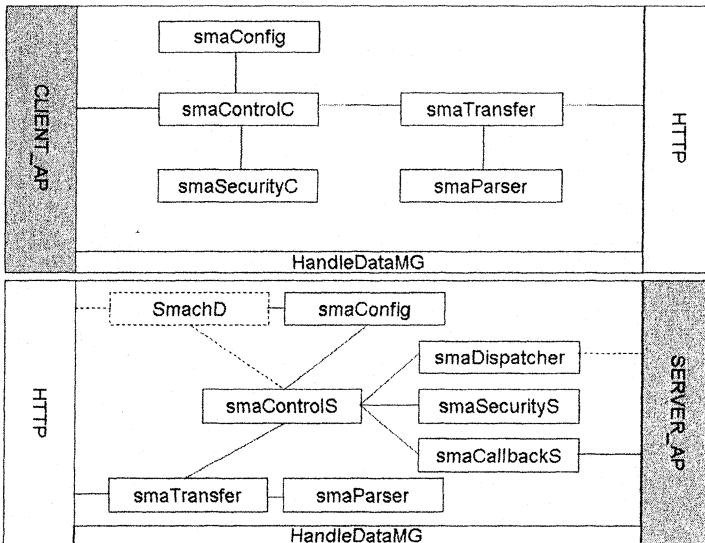 smaConfig
CLIENT_AP
smaControlC
smaTransfer
HTTP
smaSecurityC
smaParser
HandleDataMG
SmachD
smaConfig
smaDispatcher
HTTP
smaControlS
smaSecurityS
SERVER_AP
smaCallbackS
smaTransfer
smaParser
HandleDataMG